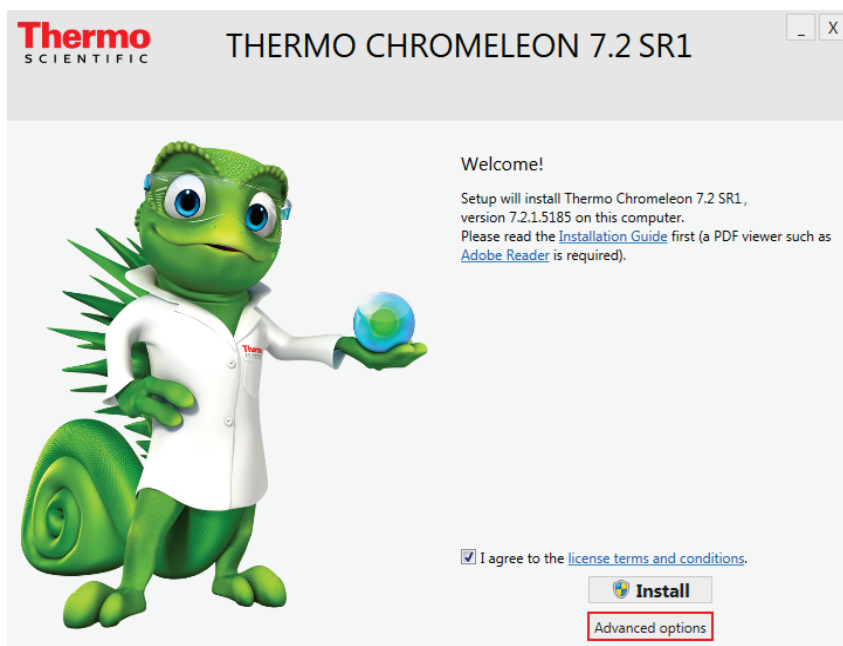 Thermo
SCIENTIFIC
THERMO CHROMELEON 7.2 SR1
_ X
Welcome!
Setup will install Thermo Chromeleon 7.2 SR1,
version 7.2.1.5185 on this computer.
Please read the Installation Guide first (a PDF viewer such as
Adobe Reader is required).
Thermo
SCIENTIFIC
I agree to the license terms and conditions.
Install
Advanced options